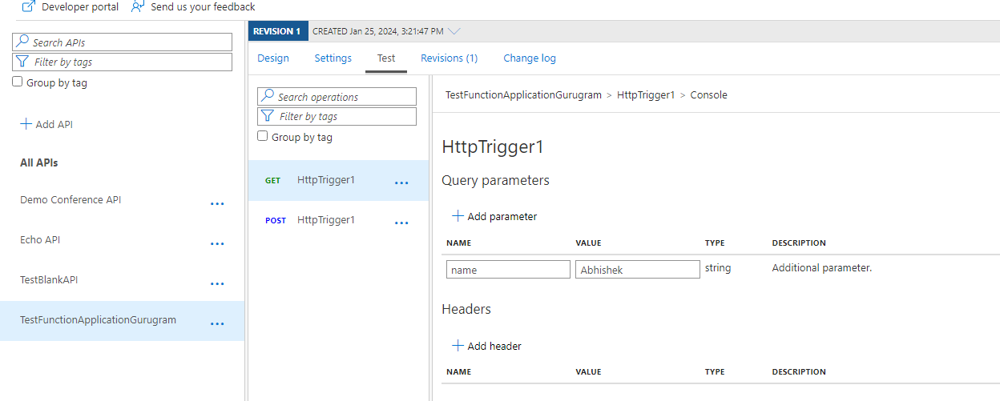 Developer portal Send us your feedback
Search APIs
Filter by tags
Group by tag
Add API
All APIs
Demo Conference API
Echo API
TestBlankAPI
TestFunctionApplicationGurugram
REVISION 1 CREATED Jan 25, 2024, 3:21:47 PM
Design Settings Test Revisions (1) Change log
Search operations
Filter by tags
Group by tag
GET HttpTrigger1
POST HttpTrigger1
TestFunctionApplicationGurugram > HttpTrigger1 > Console
HttpTrigger1
Query parameters
Add parameter
NAME VALUE TYPE DESCRIPTION
name Abhishek string Additional parameter.
Headers
Add header
NAME VALUE TYPE DESCRIPTION